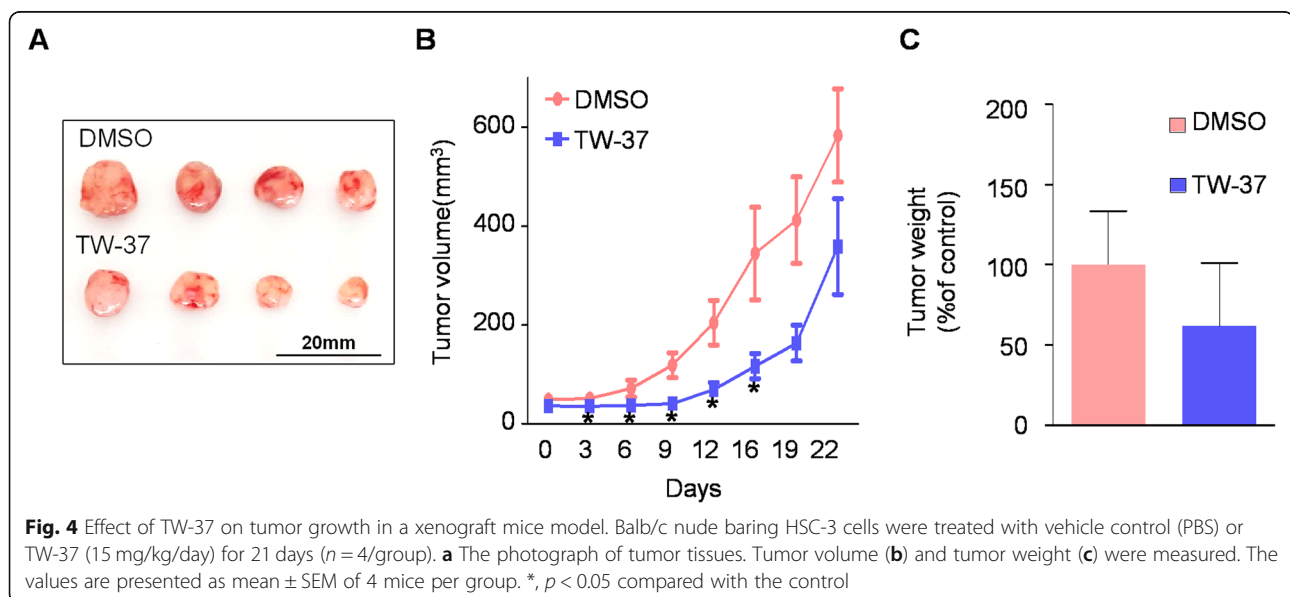 A
DMSO
TW-37
20mm
B
DMSO
TW-37
Tumor volume(mm³)
600
400
200
0
0 3 6 9 12 16 19 22
* * * * *
Days
C
DMSO
TW-37
Tumor weight
(%of control)
200
150
100
50
0
Fig. 4 Effect of TW-37 on tumor growth in a xenograft mice model. Balb/c nude baring HSC-3 cells were treated with vehicle control (PBS) or
TW-37 (15 mg/kg/day) for 21 days (n = 4/group). a The photograph of tumor tissues. Tumor volume (b) and tumor weight (c) were measured. The
values are presented as mean ± SEM of 4 mice per group. *, p < 0.05 compared with the control